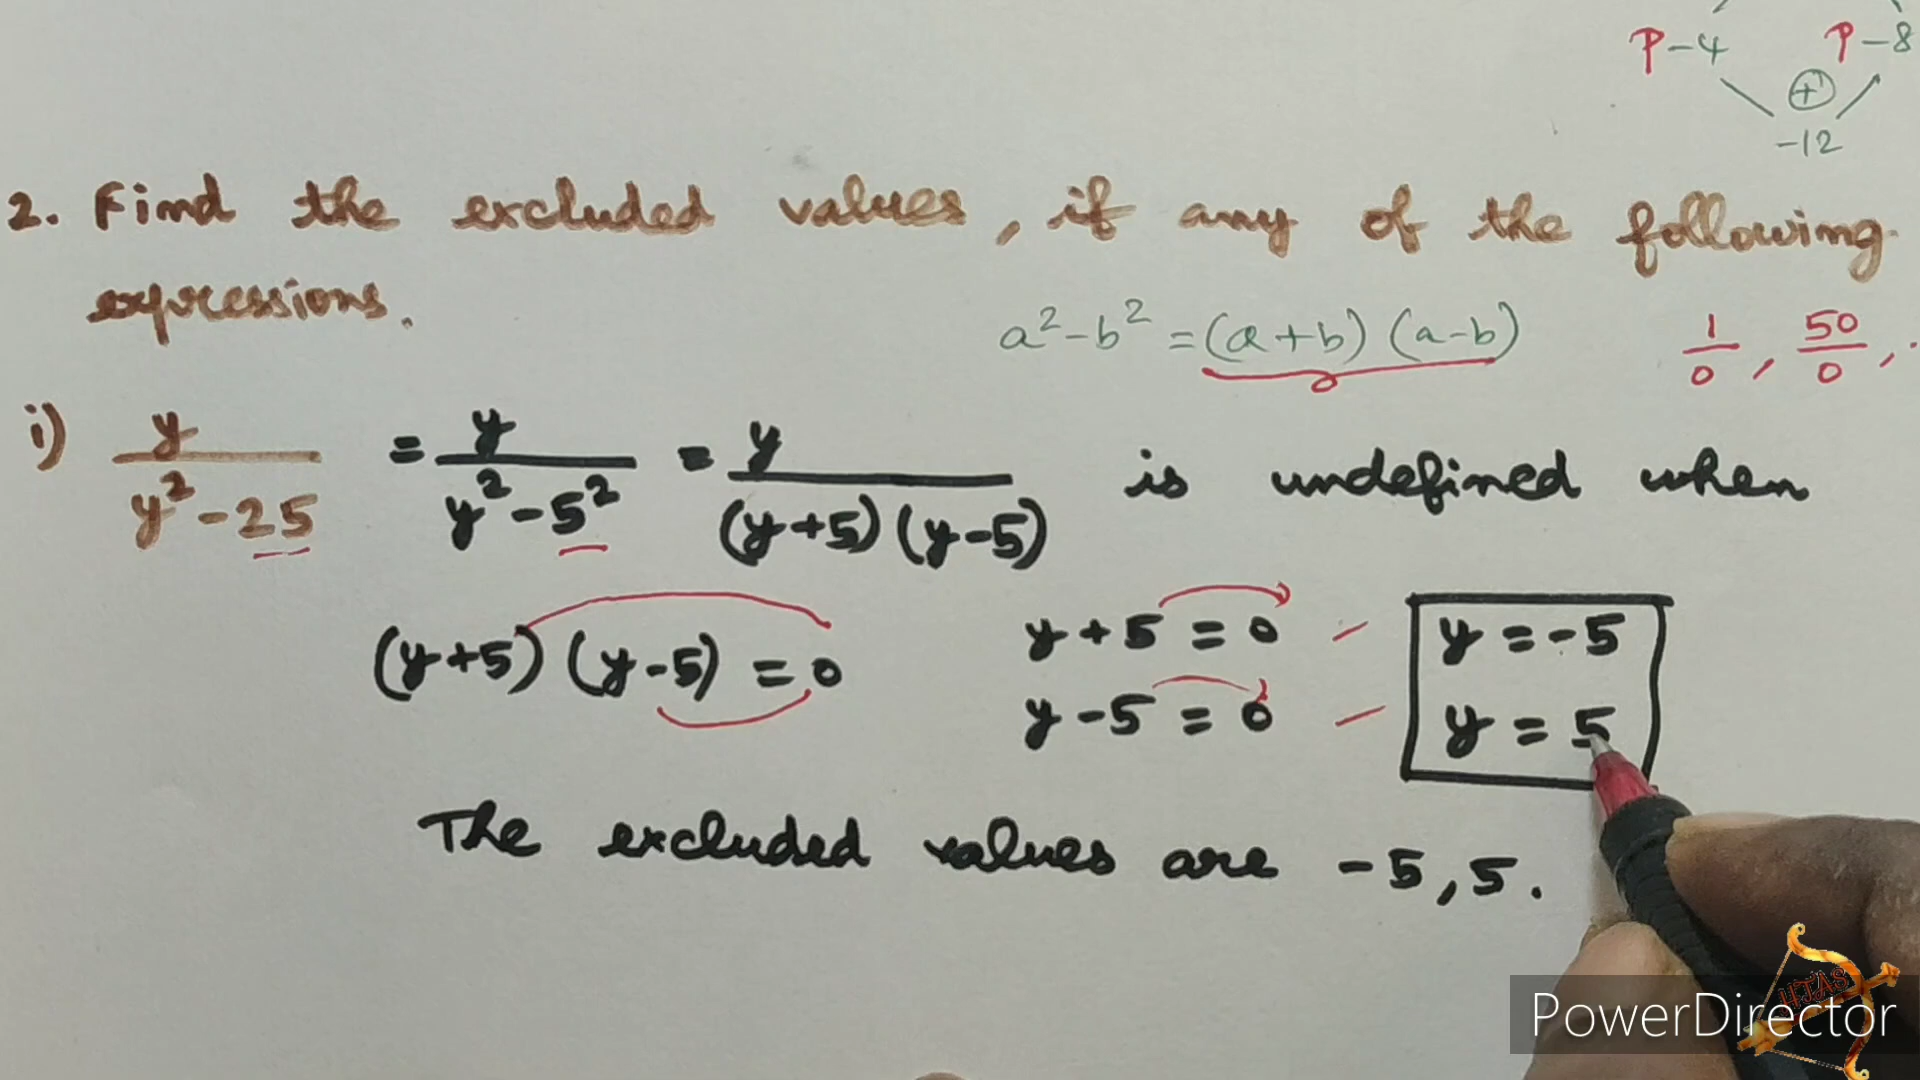 P-4 P-8
+
-12
2. Find the excluded values, if any of the following
expressions.
a² - b² = (a+b) (a-b) 1/0 , 50/0 ,
i) y/(y² - 25) = y/(y² - 5²) = y/((y+5)(y-5)) is undefined when
(y+5) (y-5) = 0 y + 5 = 0 y = -5
y - 5 = 0 y = 5
The excluded values are -5, 5.
HTAS
PowerDirector